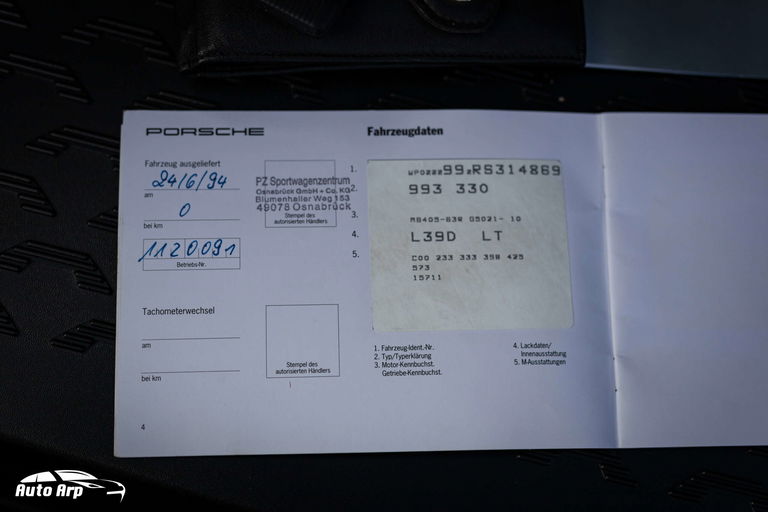 PORSCHE
Fahrzeugdaten
Fahrzeug ausgeliefert
24/6/94
am
0
bei km
1120091
Betriebs-Nr.
PZ Sportwagenzentrum
Osnabrück GmbH + Co. KG
Blumenhaller Weg 153
49078 Osnabrück
Stempel des
autorisierten Händlers
1.
2.
3.
4.
5.
WP0ZZZ99ZRS314869
993 330
M6405-63R G5021- 10
L39D LT
C00 233 333 398 425
573
15711
Tachometerwechsel
am
bei km
Stempel des
autorisierten Händlers
1. Fahrzeug-Ident.-Nr.
2. Typ/Typerklärung
3. Motor-Kennbuchst.
Getriebe-Kennbuchst.
4. Lackdaten/
Innenausstattung
5. M-Ausstattungen
4
Auto Arp